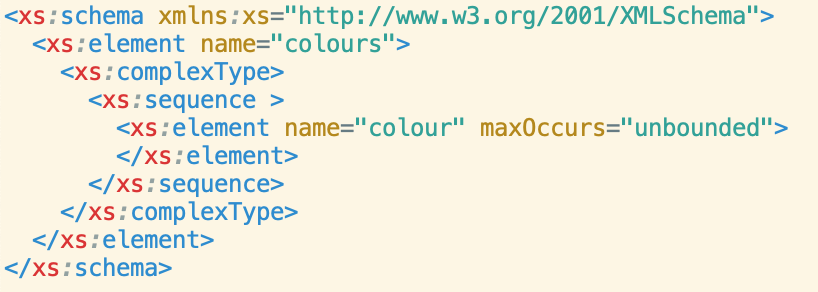 <xs:schema xmlns:xs="http://www.w3.org/2001/XMLSchema">
  <xs:element name="colours">
    <xs:complexType>
      <xs:sequence >
        <xs:element name="colour" maxOccurs="unbounded">
        </xs:element>
      </xs:sequence>
    </xs:complexType>
  </xs:element>
</xs:schema>